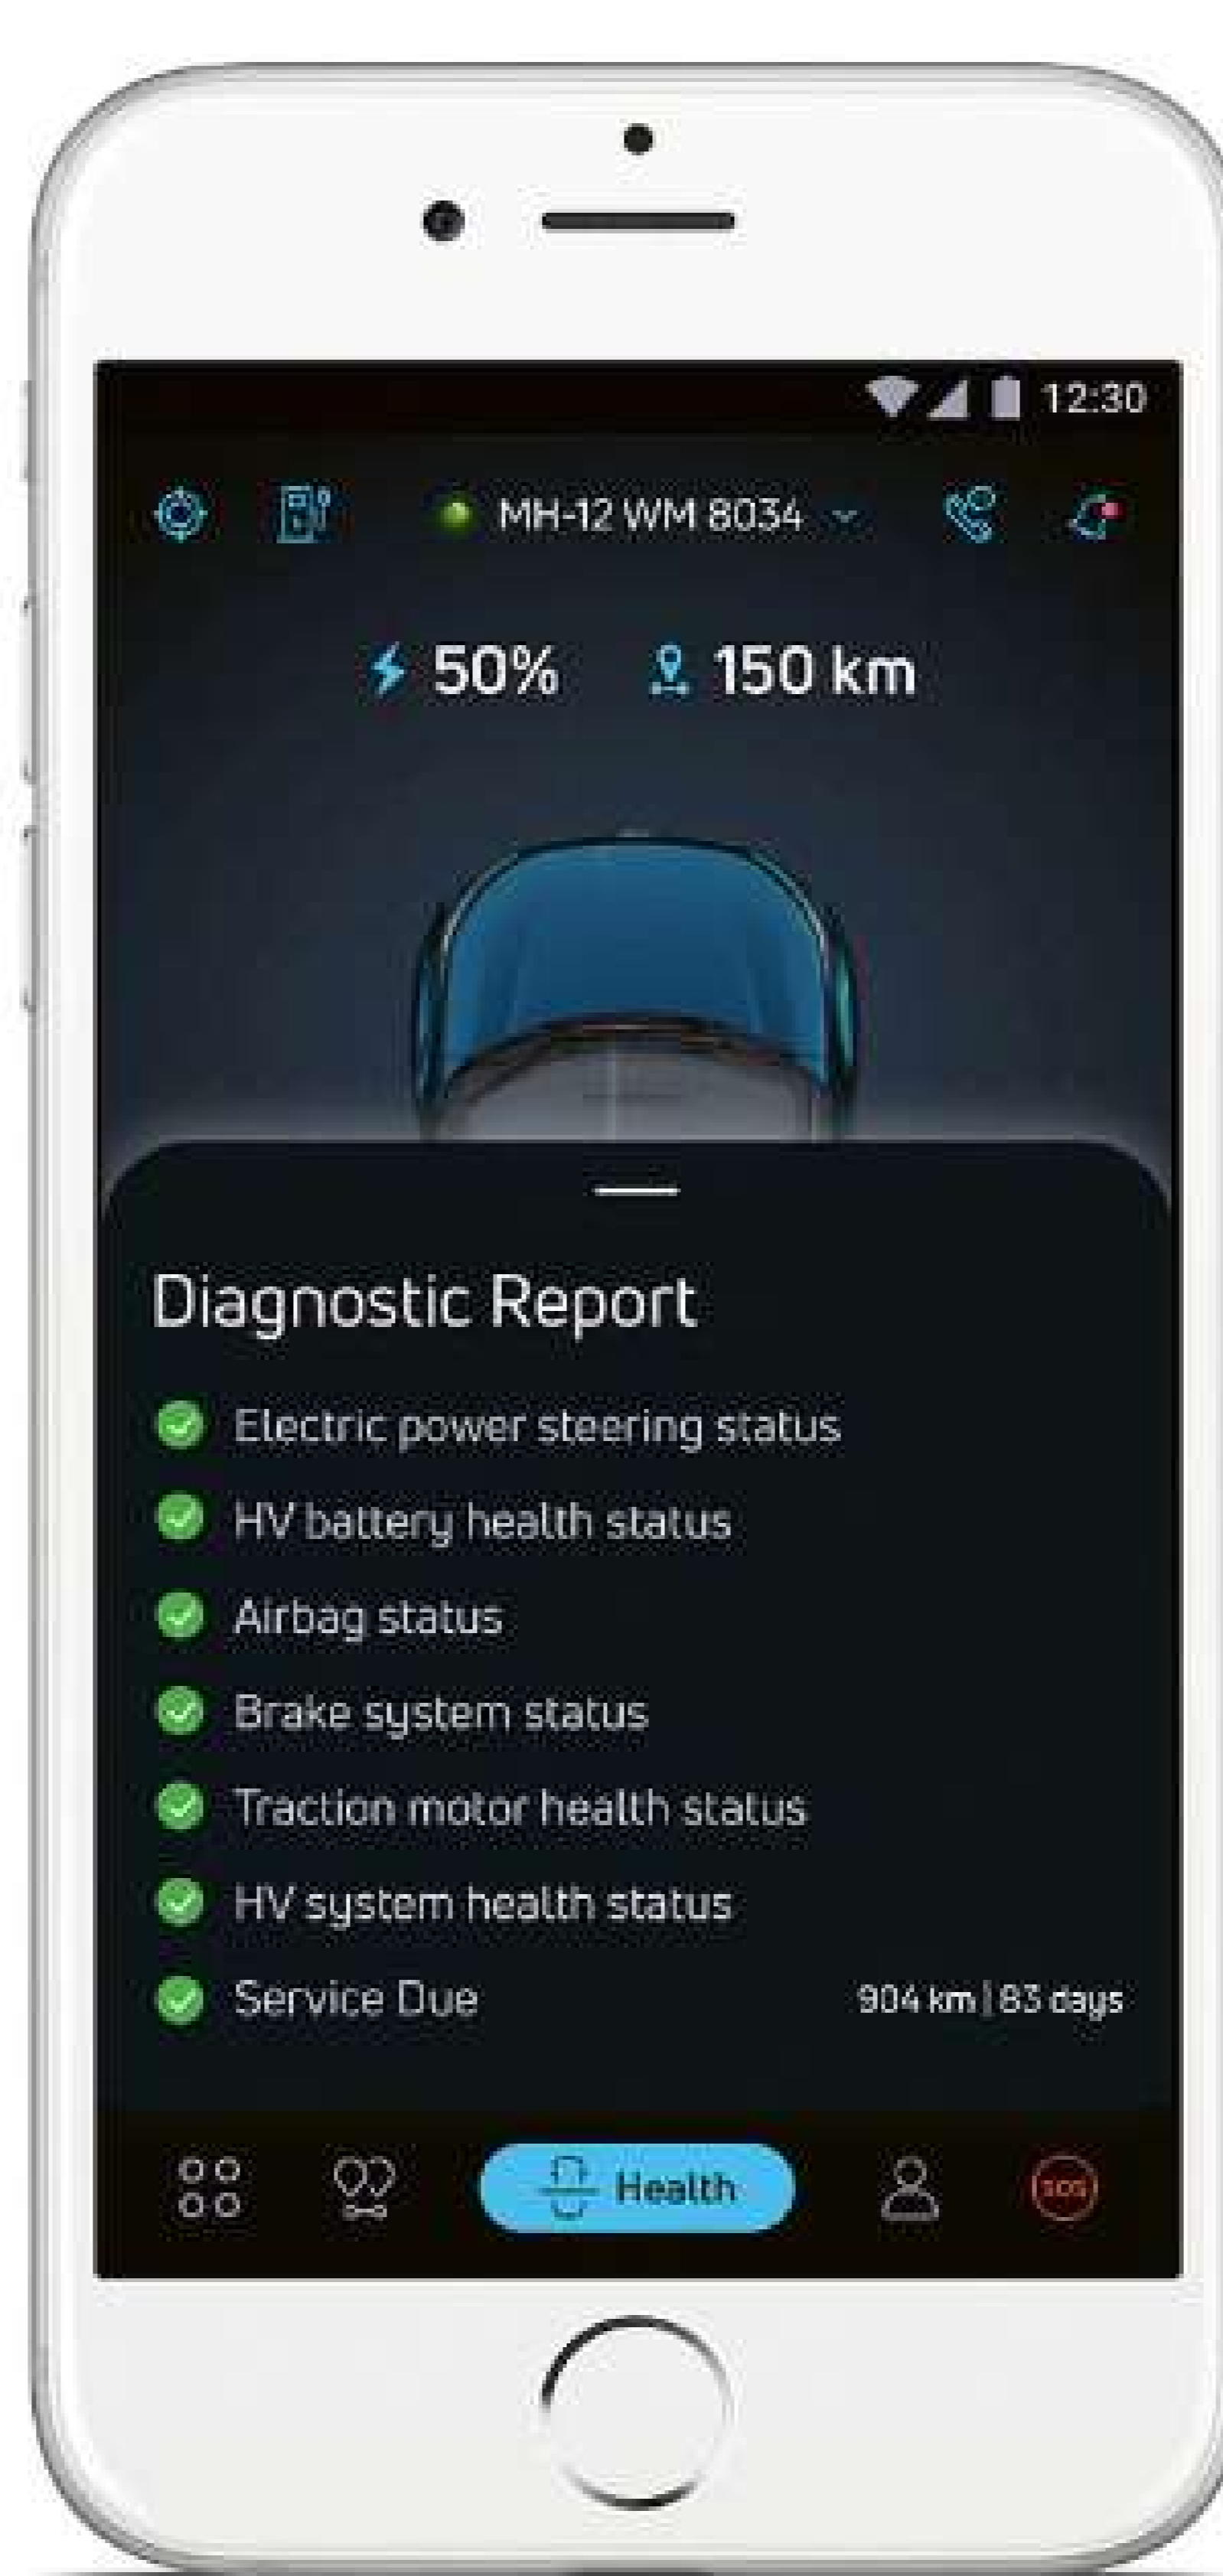 12:30
MH-12 WM 8034
50% 150 km
Diagnostic Report
Electric power steering status
HV battery health status
Airbag status
Brake system status
Traction motor health status
HV system health status
Service Due 904 km | 83 days
Health
SOS